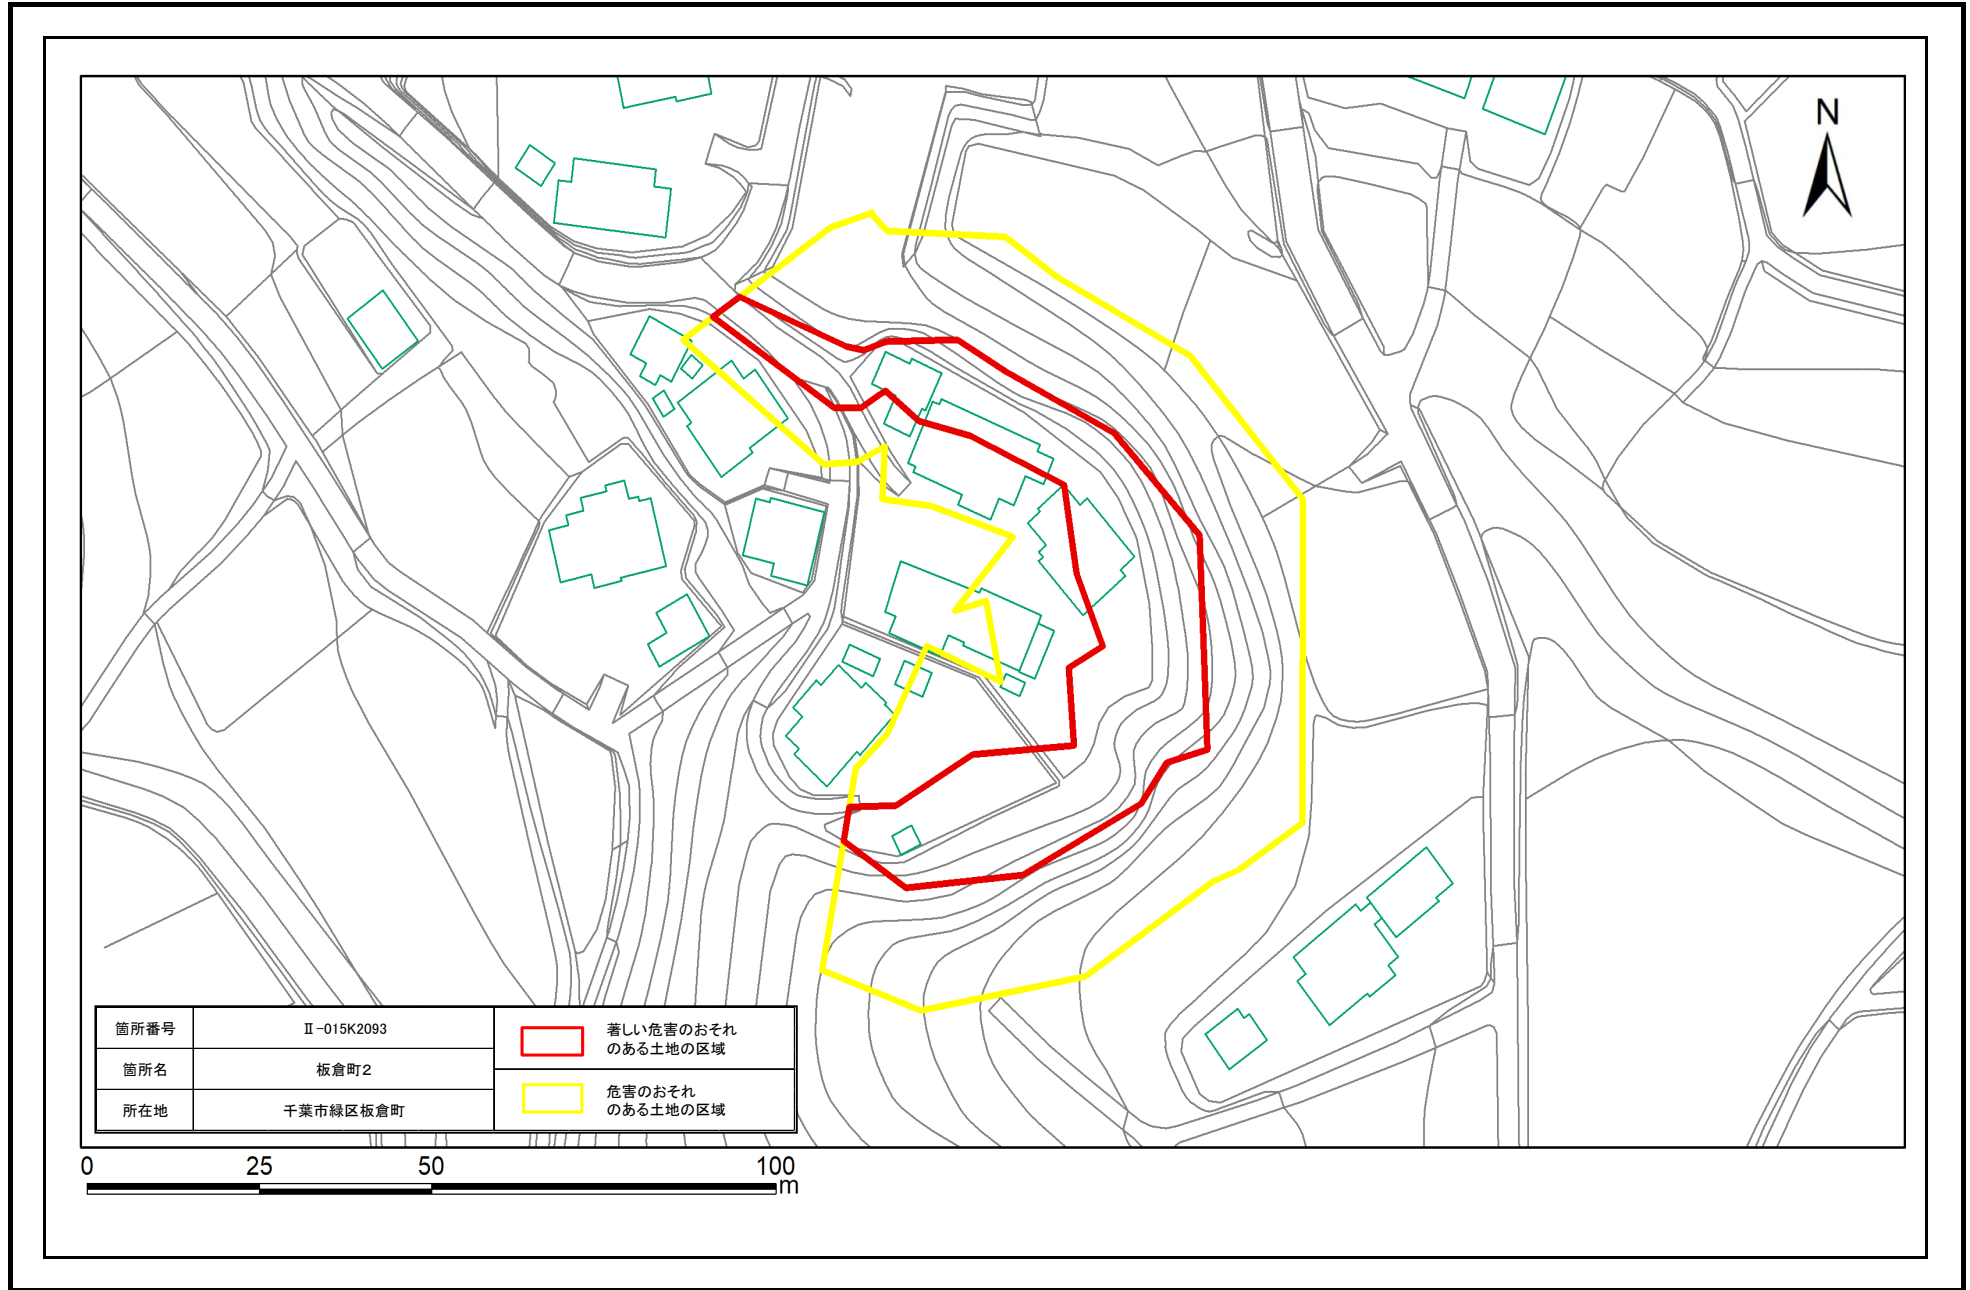 N
箇所番号 Ⅱ-015K2093
箇所名 板倉町2
所在地 千葉市緑区板倉町
著しい危害のおそれ
のある土地の区域
危害のおそれ
のある土地の区域
0 25 50 100
m